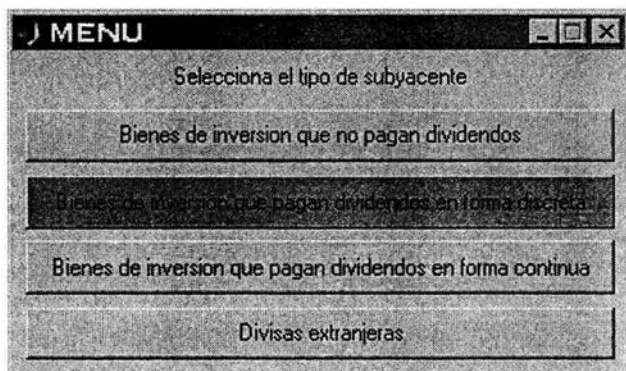 MENU
Selecciona el tipo de subyacente
Bienes de inversion que no pagan dividendos
Bienes de inversion que pagan dividendos en forma discreta
Bienes de inversion que pagan dividendos en forma continua
Divisas extranjeras